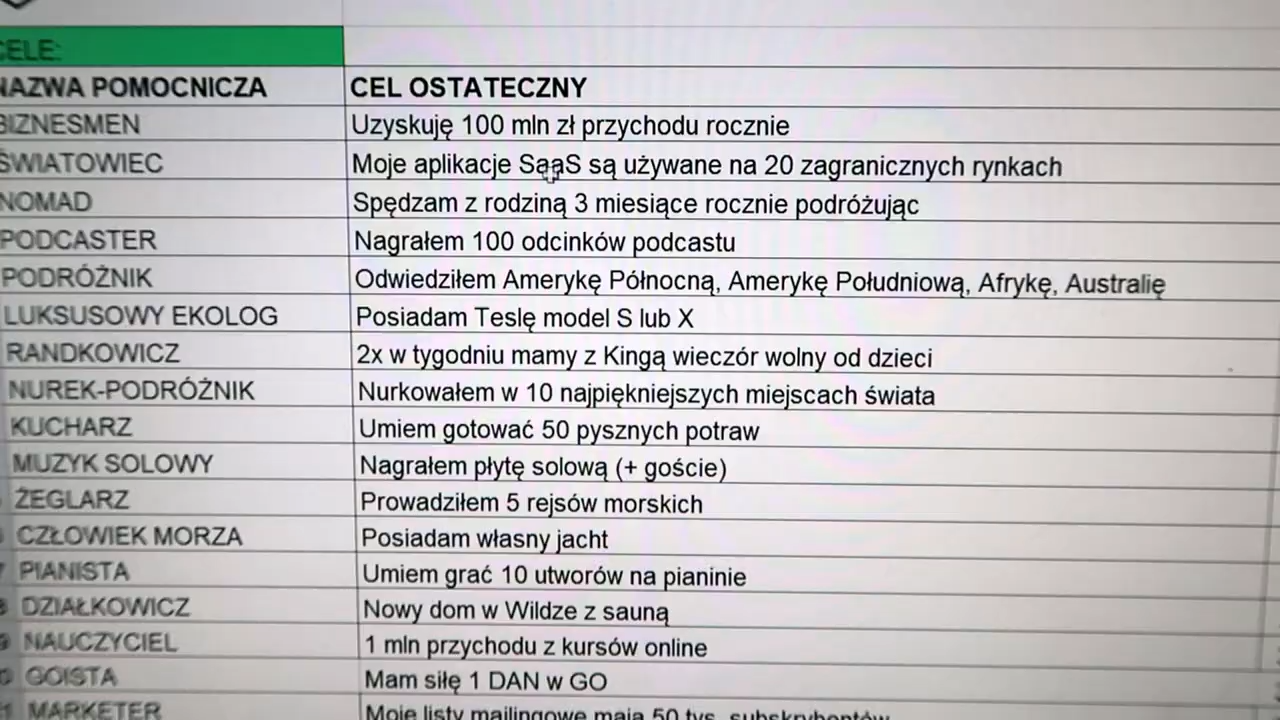 CELE:
NAZWA POMOCNICZA CEL OSTATECZNY
BIZNESMEN Uzyskuję 100 mln zł przychodu rocznie
ŚWIATOWIEC Moje aplikacje SaaS są używane na 20 zagranicznych rynkach
NOMAD Spędzam z rodziną 3 miesiące rocznie podróżując
PODCASTER Nagrałem 100 odcinków podcastu
PODRÓŻNIK Odwiedziłem Amerykę Północną, Amerykę Południową, Afrykę, Australię
LUKSUSOWY EKOLOG Posiadam Teslę model S lub X
RANDKOWICZ 2x w tygodniu mamy z Kingą wieczór wolny od dzieci
NUREK-PODRÓŻNIK Nurkowałem w 10 najpiękniejszych miejscach świata
KUCHARZ Umiem gotować 50 pysznych potraw
MUZYK SOLOWY Nagrałem płytę solową (+ goście)
ŻEGLARZ Prowadziłem 5 rejsów morskich
CZŁOWIEK MORZA Posiadam własny jacht
7 PIANISTA Umiem grać 10 utworów na pianinie
8 DZIAŁKOWICZ Nowy dom w Wildze z sauną
9 NAUCZYCIEL 1 mln przychodu z kursów online
0 GOISTA Mam siłę 1 DAN w GO
1 MARKETER Moje listy mailingowe mają 50 tys. subskrybentów